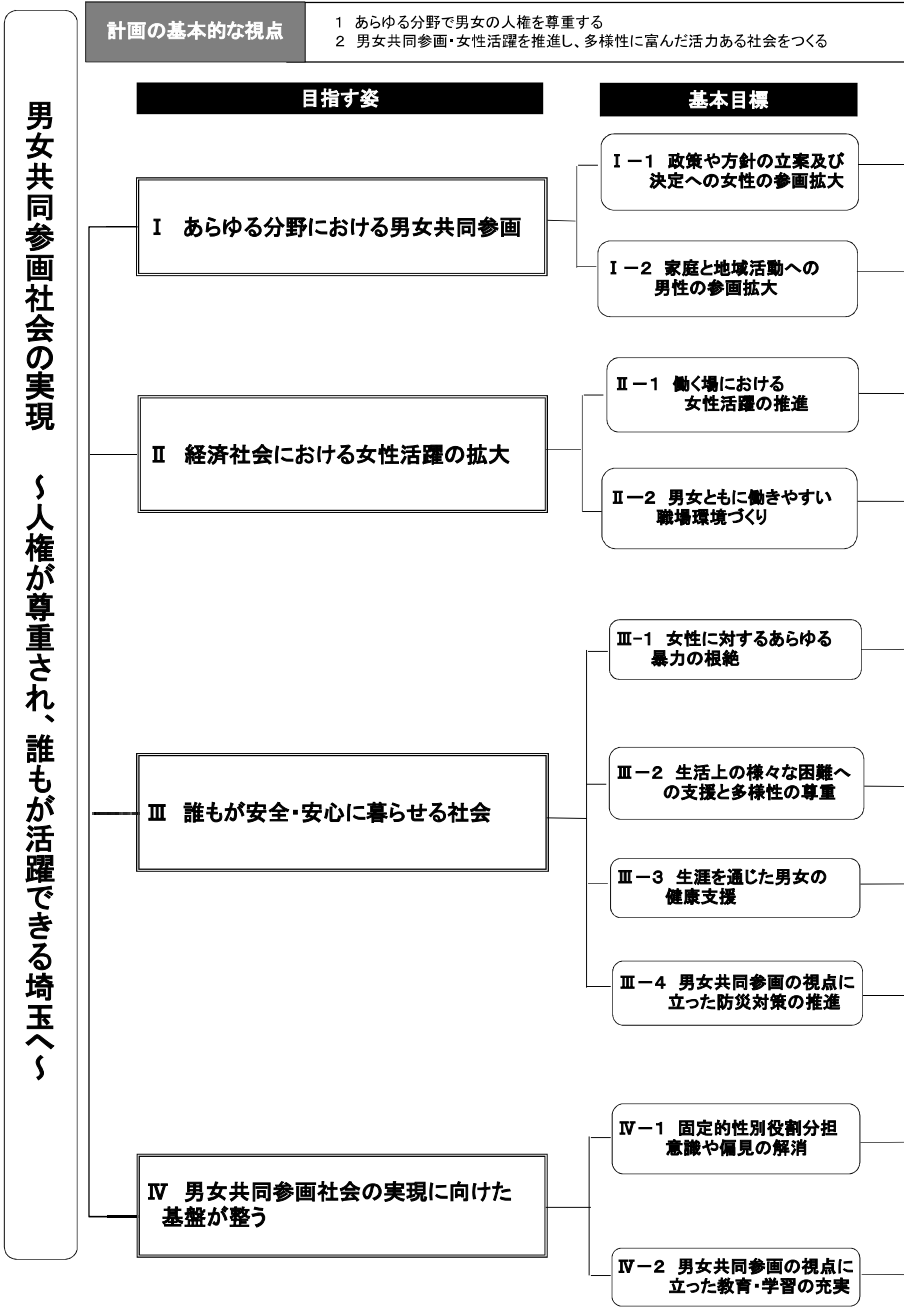 計画の基本的な視点
1 あらゆる分野で男女の人権を尊重する
2 男女共同参画・女性活躍を推進し、多様性に富んだ活力ある社会をつくる
男女共同参画社会の実現 ~人権が尊重され、誰もが活躍できる埼玉へ~
目指す姿
基本目標
Ⅰ あらゆる分野における男女共同参画
Ⅰ-1 政策や方針の立案及び
決定への女性の参画拡大
Ⅰ-2 家庭と地域活動への
男性の参画拡大
Ⅱ 経済社会における女性活躍の拡大
Ⅱ-1 働く場における
女性活躍の推進
Ⅱ-2 男女ともに働きやすい
職場環境づくり
Ⅲ 誰もが安全・安心に暮らせる社会
Ⅲ-1 女性に対するあらゆる
暴力の根絶
Ⅲ-2 生活上の様々な困難へ
の支援と多様性の尊重
Ⅲ-3 生涯を通じた男女の
健康支援
Ⅲ-4 男女共同参画の視点に
立った防災対策の推進
Ⅳ 男女共同参画社会の実現に向けた
基盤が整う
Ⅳ-1 固定的性別役割分担
意識や偏見の解消
Ⅳ-2 男女共同参画の視点に
立った教育・学習の充実